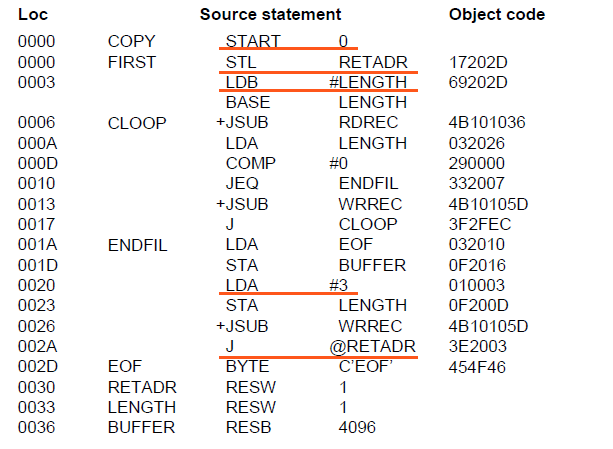 Loc Source statement Object code
0000 COPY START 0
0000 FIRST STL RETADR 17202D
0003 LDB #LENGTH 69202D
BASE LENGTH
0006 CLOOP +JSUB RDREC 4B101036
000A LDA LENGTH 032026
000D COMP #0 290000
0010 JEQ ENDFIL 332007
0013 +JSUB WRREC 4B10105D
0017 J CLOOP 3F2FEC
001A ENDFIL LDA EOF 032010
001D STA BUFFER 0F2016
0020 LDA #3 010003
0023 STA LENGTH 0F200D
0026 +JSUB WRREC 4B10105D
002A J @RETADR 3E2003
002D EOF BYTE C’EOF’ 454F46
0030 RETADR RESW 1
0033 LENGTH RESW 1
0036 BUFFER RESB 4096